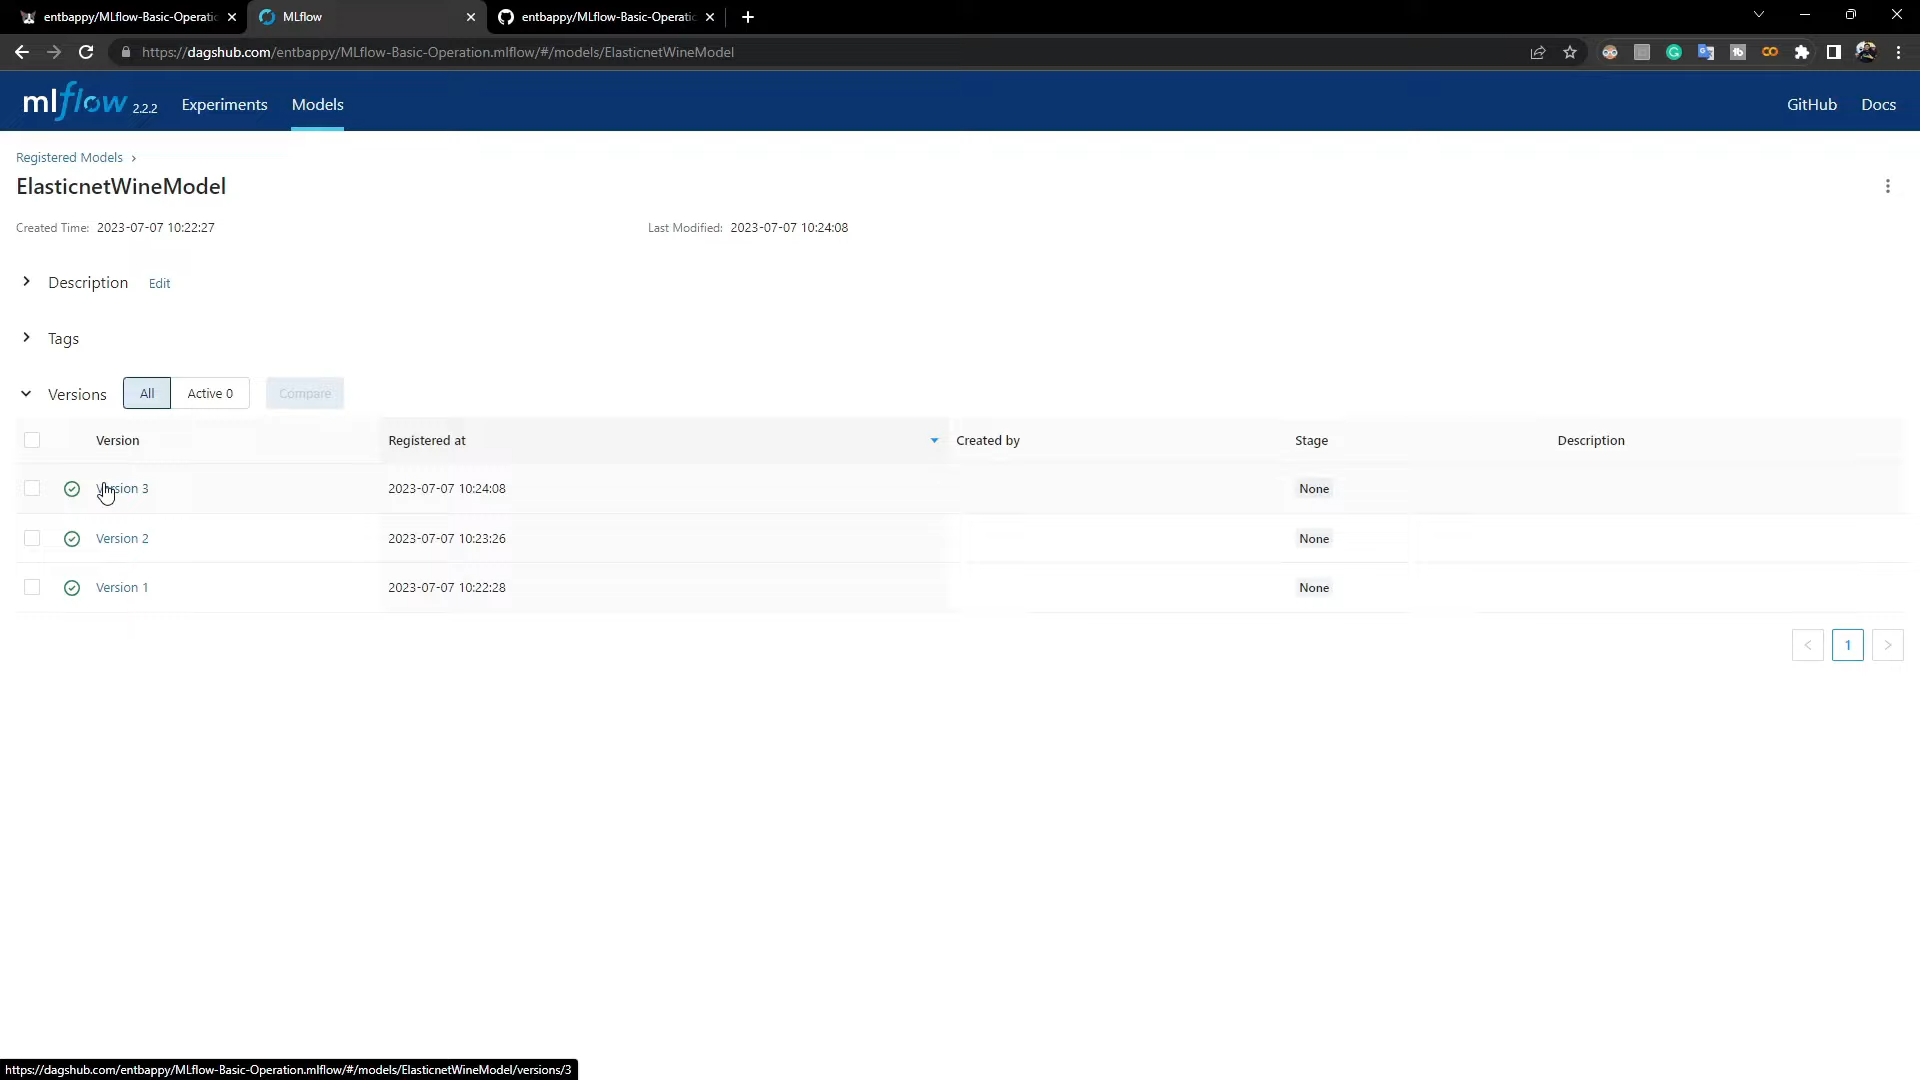 entbappy/MLflow-Basic-Operatic
MLflow
entbappy/MLflow-Basic-Operatic
https://dagshub.com/entbappy/MLflow-Basic-Operation.mlflow/#/models/ElasticnetWineModel
mlflow 2.2.2 Experiments Models GitHub Docs
Registered Models
ElasticnetWineModel
Created Time: 2023-07-07 10:22:27 Last Modified: 2023-07-07 10:24:08
Description Edit
Tags
Versions All Active 0 Compare
Version Registered at Created by Stage Description
Version 3 2023-07-07 10:24:08 None
Version 2 2023-07-07 10:23:26 None
Version 1 2023-07-07 10:22:28 None
1
https://dagshub.com/entbappy/MLflow-Basic-Operation.mlflow/#/models/ElasticnetWineModel/versions/3